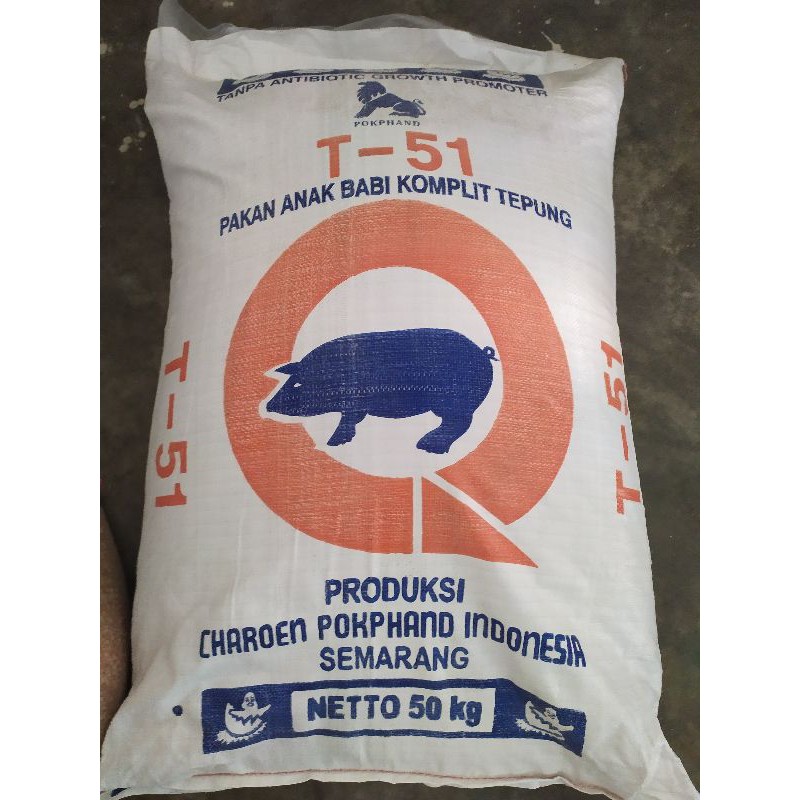 TANPA ANTIBIOTIC GROWTH PROMOTER
POKPHAND
T-51
PAKAN ANAK BABI KOMPLIT TEPUNG
T-51
T-51
PRODUKSI
CHAROEN POKPHAND INDONESIA
SEMARANG
NETTO 50 kg